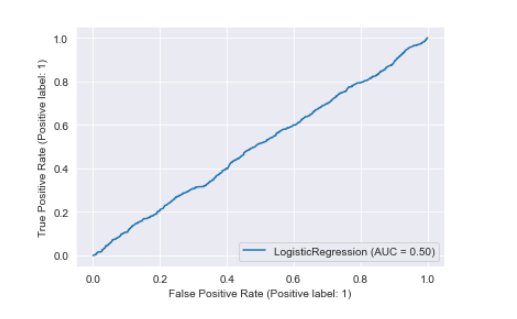 1.0
0.8
0.6
0.4
0.2
0.0
True Positive Rate (Positive label: 1)
LogisticRegression (AUC = 0.50)
0.0 0.2 0.4 0.6 0.8 1.0
False Positive Rate (Positive label: 1)